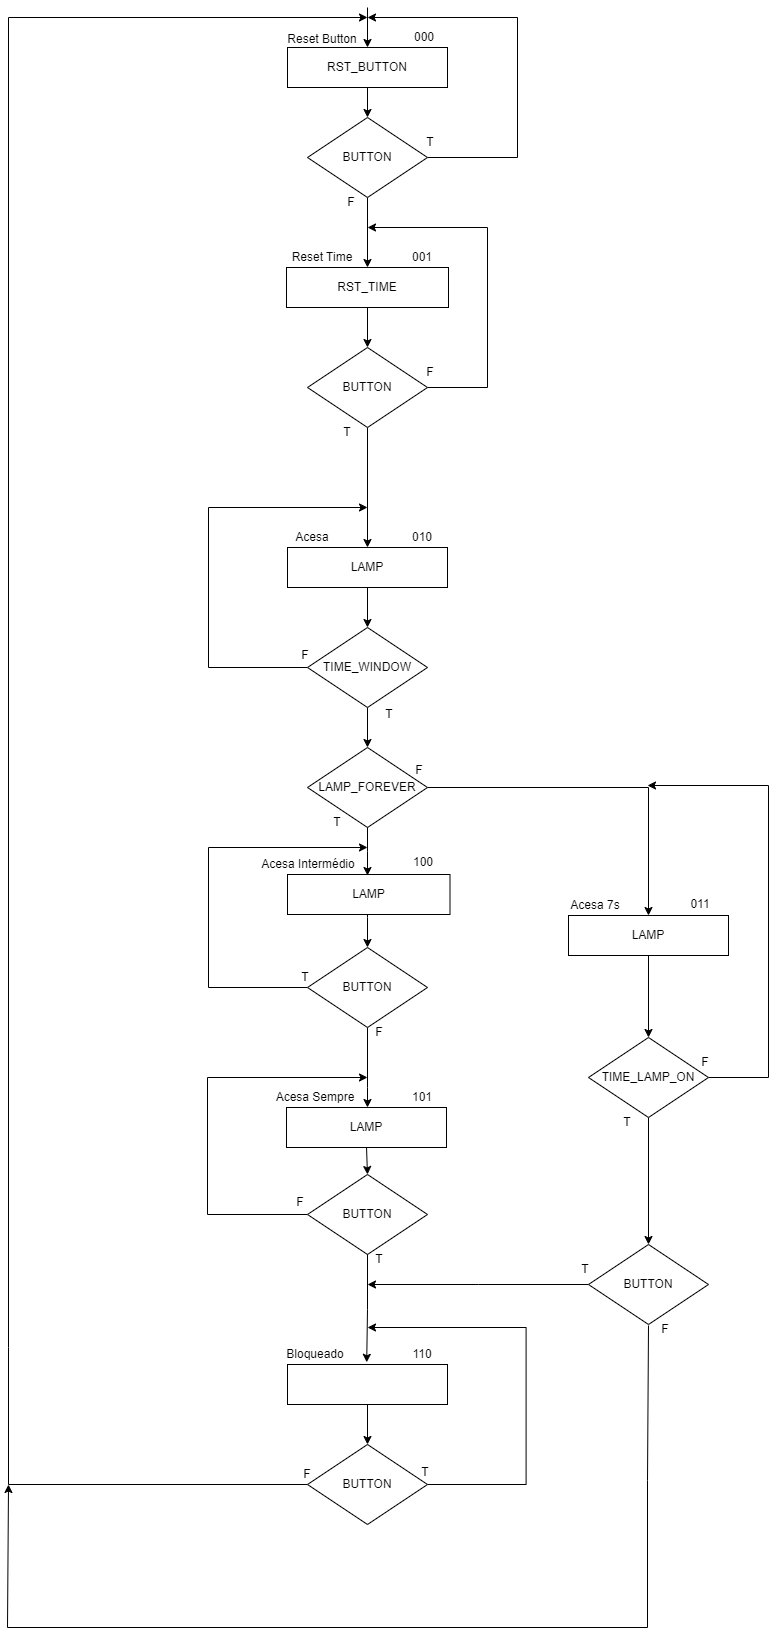 Reset Button 000
RST_BUTTON
BUTTON
T
F
Reset Time 001
RST_TIME
BUTTON
F
T
Acesa 010
LAMP
F
TIME_WINDOW
T
LAMP_FOREVER
F
T
Acesa Intermédio 100
LAMP
T
BUTTON
F
Acesa 7s 011
LAMP
TIME_LAMP_ON
F
T
Acesa Sempre 101
LAMP
F
BUTTON
T
T
BUTTON
F
Bloqueado 110
F
BUTTON
T